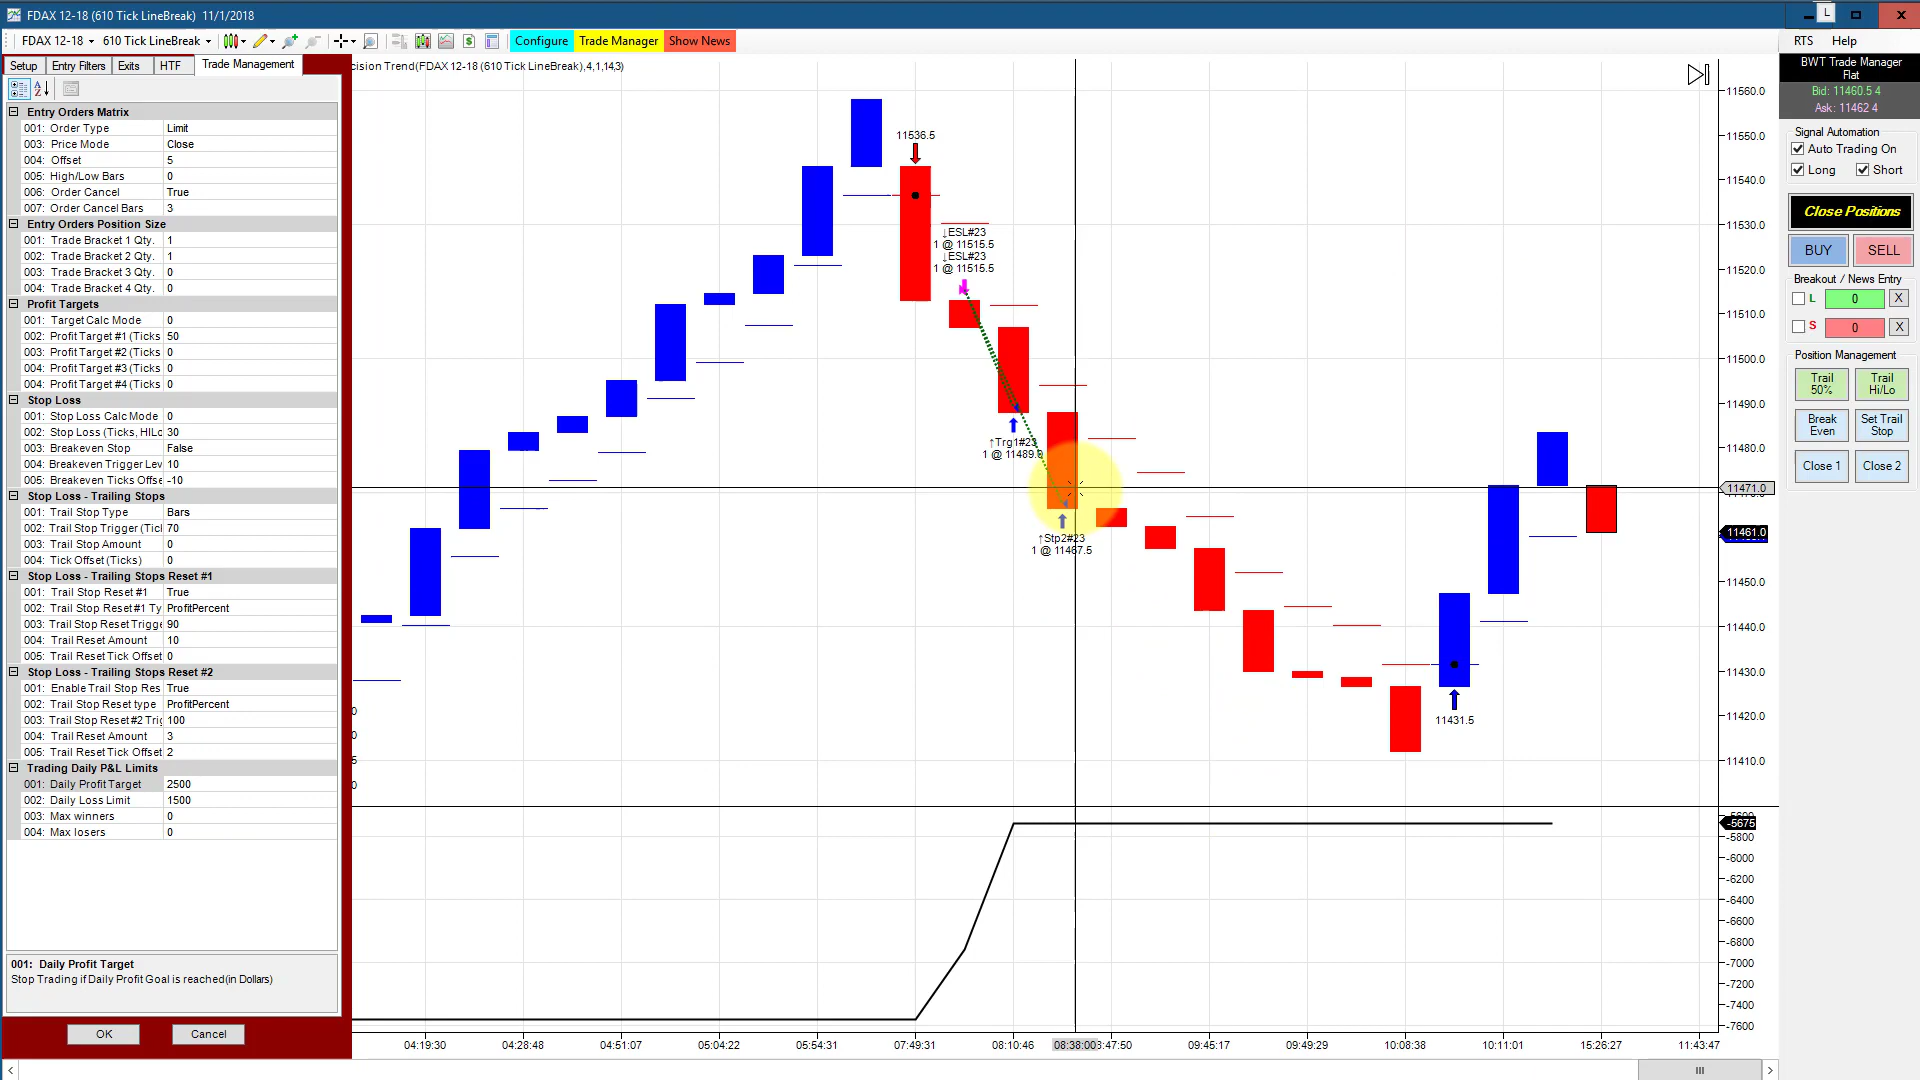 FDAX 12-18 (610 Tick LineBreak)  11/1/2018
L
FDAX 12-18
610 Tick LineBreak
Configure
Trade Manager
Show News
RTS
Help
Setup
Entry Filters
Exits
HTF
Trade Management
cision Trend(FDAX 12-18 (610 Tick LineBreak),4,1,14,3)
Entry Orders Matrix
001: Order Type Limit
003: Price Mode Close
004: Offset 5
005: High/Low Bars 0
006: Order Cancel True
007: Order Cancel Bars 3
Entry Orders Position Size
001: Trade Bracket 1 Qty. 1
002: Trade Bracket 2 Qty. 1
003: Trade Bracket 3 Qty. 0
004: Trade Bracket 4 Qty. 0
Profit Targets
001: Target Calc Mode 0
002: Profit Target #1 (Ticks 50
003: Profit Target #2 (Ticks 0
004: Profit Target #3 (Ticks 0
004: Profit Target #4 (Ticks 0
Stop Loss
001: Stop Loss Calc Mode 0
002: Stop Loss (Ticks, HILo 30
003: Breakeven Stop False
004: Breakeven Trigger Lev 10
005: Breakeven Ticks Offse -10
Stop Loss - Trailing Stops
001: Trail Stop Type Bars
002: Trail Stop Trigger (Ticl 70
003: Trail Stop Amount 0
004: Tick Offset (Ticks) 0
Stop Loss - Trailing Stops Reset #1
001: Trail Stop Reset #1 True
002: Trail Stop Reset #1 Ty ProfitPercent
003: Trail Stop Reset Trigge 90
004: Trail Reset Amount 10
005: Trail Reset Tick Offset 0
Stop Loss - Trailing Stops Reset #2
001: Enable Trail Stop Res True
002: Trail Stop Reset type ProfitPercent
003: Trail Stop Reset #2 Trig 100
004: Trail Reset Amount 3
005: Trail Reset Tick Offset 2
Trading Daily P&L Limits
001: Daily Profit Target 2500
002: Daily Loss Limit 1500
003: Max winners 0
004: Max losers 0
001: Daily Profit Target
Stop Trading if Daily Profit Goal is reached(in Dollars)
OK
Cancel
11536.5
↓ESL#23
1 @ 11515.5
↓ESL#23
1 @ 11515.5
↑Trg1#23
1 @ 11489.0
↑Stp2#23
1 @ 11467.5
11431.5
0
0
5
0
11560.0
11550.0
11540.0
11530.0
11520.0
11510.0
11500.0
11490.0
11480.0
11471.0
11461.0
11450.0
11440.0
11430.0
11420.0
11410.0
-5675
-5800
-6000
-6200
-6400
-6600
-6800
-7000
-7200
-7400
-7600
04:19:30
04:28:48
04:51:07
05:04:22
05:54:31
07:49:31
08:10:46
08:38:00
3:47:50
09:45:17
09:49:29
10:08:38
10:11:01
15:26:27
11:43:47
BWT Trade Manager
Flat
Bid: 11460.5 4
Ask: 11462 4
Signal Automation
Auto Trading On
Long
Short
Close Positions
BUY
SELL
Breakout / News Entry
L 0 X
S 0 X
Position Management
Trail 50%
Trail Hi/Lo
Break Even
Set Trail Stop
Close 1
Close 2